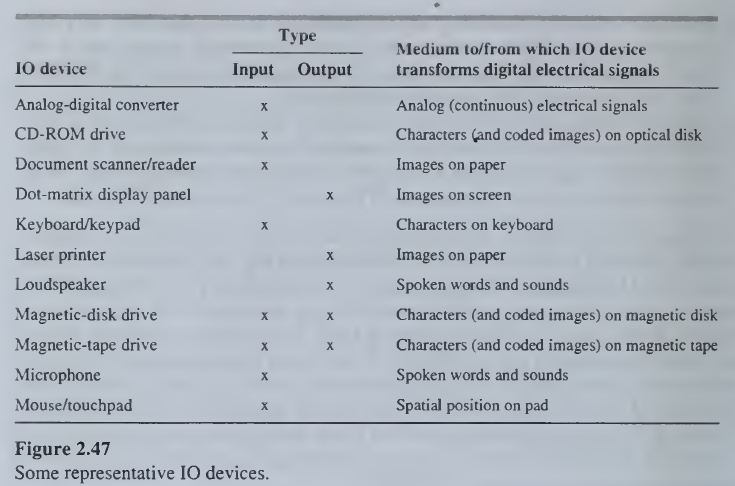 Type
Medium to/from which IO device
IO device Input Output transforms digital electrical signals
Analog-digital converter x Analog (continuous) electrical signals
CD-ROM drive x Characters (and coded images) on optical disk
Document scanner/reader x Images on paper
Dot-matrix display panel x Images on screen
Keyboard/keypad x Characters on keyboard
Laser printer x Images on paper
Loudspeaker x Spoken words and sounds
Magnetic-disk drive x x Characters (and coded images) on magnetic disk
Magnetic-tape drive x x Characters (and coded images) on magnetic tape
Microphone x Spoken words and sounds
Mouse/touchpad x Spatial position on pad
Figure 2.47
Some representative IO devices.